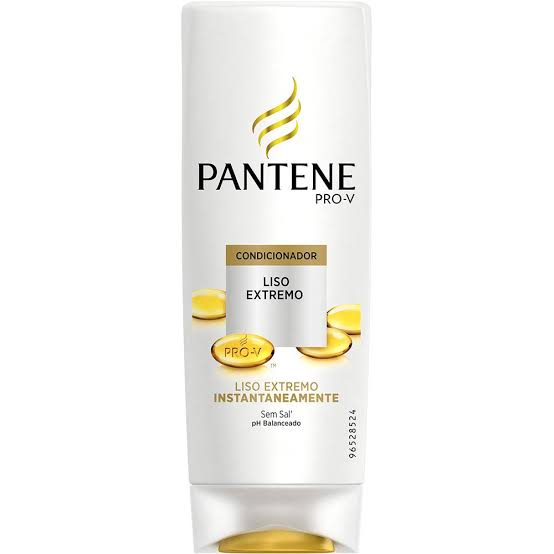 PANTENE
PRO-V
CONDICIONADOR
LISO
EXTREMO
PRO-V
TM
LISO EXTREMO
INSTANTANEAMENTE
Sem Sal'
pH Balanceado
96528524